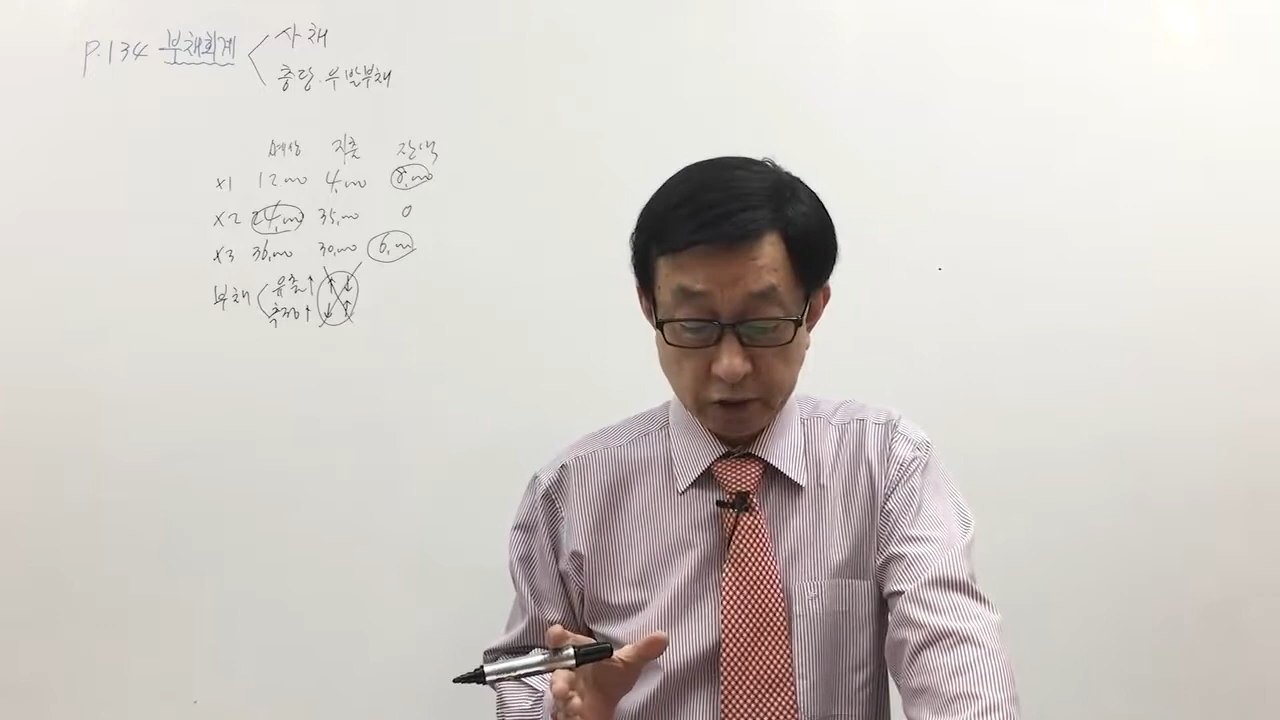 P.134 부채회계
사채
충당·우발부채
예상 지출 잔액
X1 12,000 4,000 8,000
X2 24,000 35,000 0
X3 36,000 30,000 6,000
부채 유출↑ ↑ ↓
추정↑ ↓ ↑